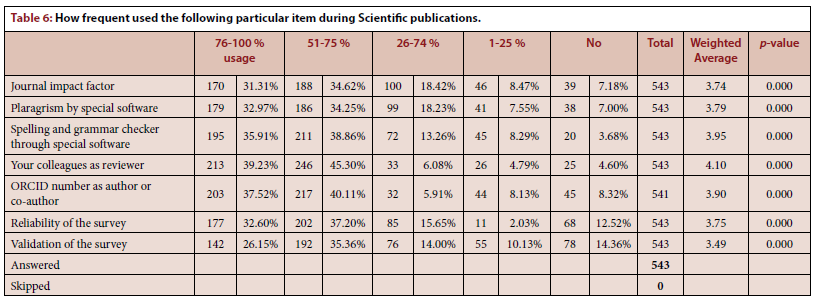 Table 6: How frequent used the following particular item during Scientific publications.
76-100 % usage 51-75 % 26-74 % 1-25 % No Total Weighted Average p-value
Journal impact factor 170 31.31% 188 34.62% 100 18.42% 46 8.47% 39 7.18% 543 3.74 0.000
Plaragrism by special software 179 32.97% 186 34.25% 99 18.23% 41 7.55% 38 7.00% 543 3.79 0.000
Spelling and grammar checker through special software 195 35.91% 211 38.86% 72 13.26% 45 8.29% 20 3.68% 543 3.95 0.000
Your colleagues as reviewer 213 39.23% 246 45.30% 33 6.08% 26 4.79% 25 4.60% 543 4.10 0.000
ORCID number as author or co-author 203 37.52% 217 40.11% 32 5.91% 44 8.13% 45 8.32% 541 3.90 0.000
Reliability of the survey 177 32.60% 202 37.20% 85 15.65% 11 2.03% 68 12.52% 543 3.75 0.000
Validation of the survey 142 26.15% 192 35.36% 76 14.00% 55 10.13% 78 14.36% 543 3.49 0.000
Answered 543
Skipped 0